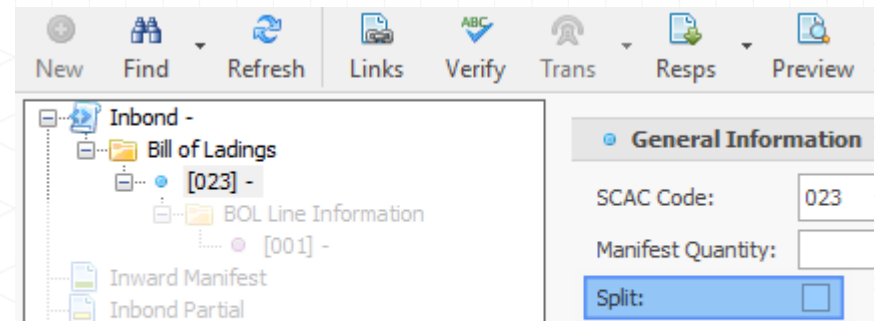 New Find Refresh Links Verify Trans Resps Preview
ABC
Inbond -
Bill of Ladings
[023] -
BOL Line Information
[001] -
Inward Manifest
Inbond Partial
General Information
SCAC Code: 023
Manifest Quantity:
Split: